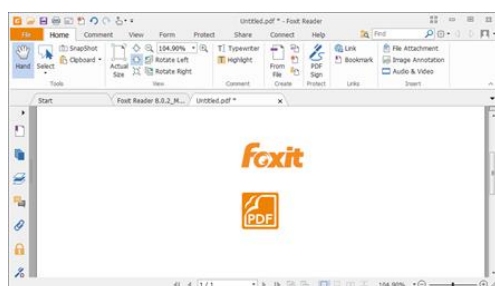 Untitled.pdf * - Foxit Reader
File Home Comment View Form Protect Share Connect Help Find
Hand Select SnapShot Clipboard Actual Size 104.90% Rotate Left Rotate Right Typewriter Highlight From File PDF Sign Link Bookmark File Attachment Image Annotation Audio & Video
Tools View Comment Create Protect Links Insert
Start Foxit Reader 8.0.2_M... Untitled.pdf * x
foxit
PDF
1 / 1 104.90%